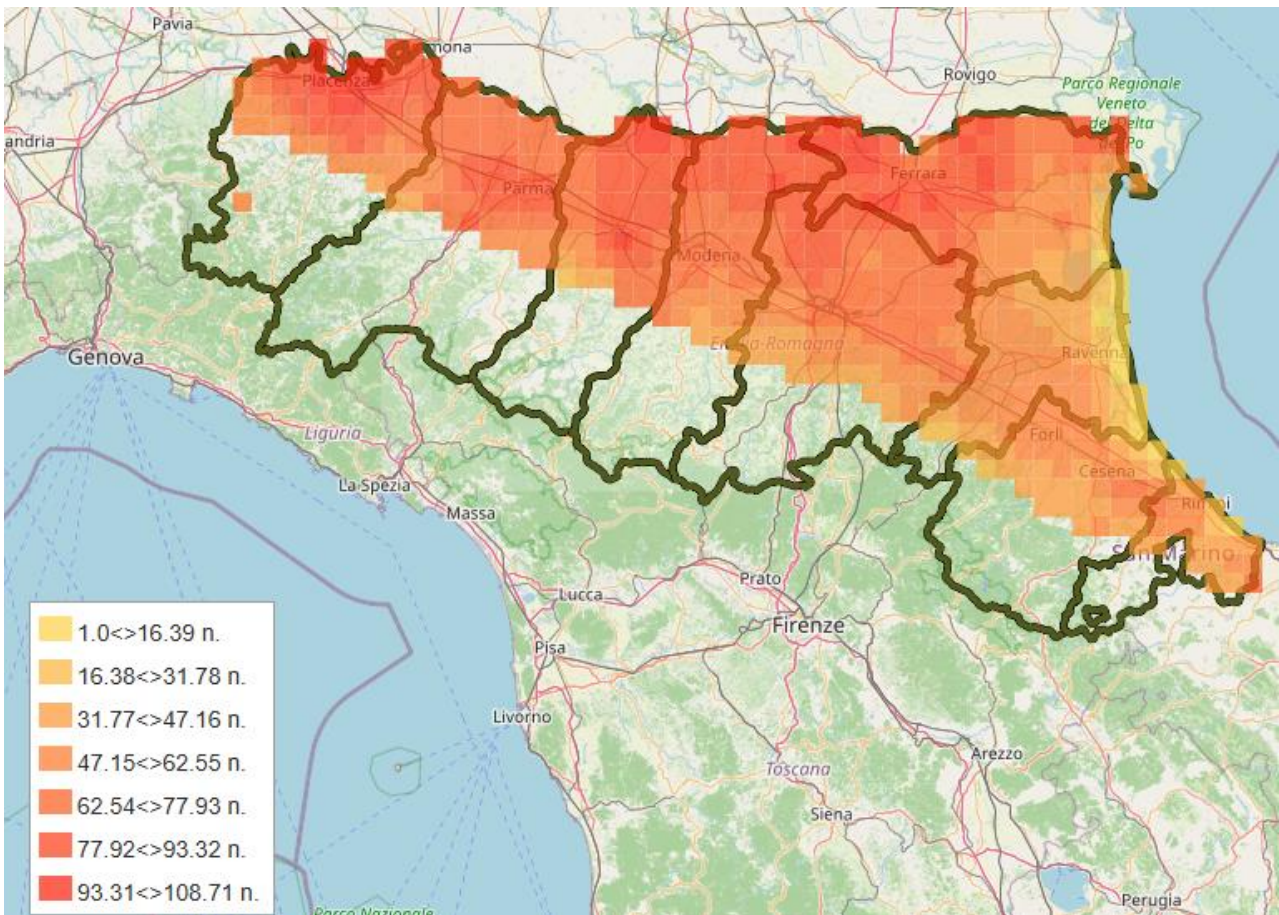 Pavia
mona
Piacenza
Rovigo
Parco Regionale
Veneto
del Delta
del Po
andria
Parma
Ferrara
Modena
Genova
Emilia-Romagna
Ravenna
Liguria
Forlì
Cesena
La Spezia
Rimini
Massa
San Marino
Prato
Lucca
Firenze
Pisa
Livorno
Arezzo
Toscana
Siena
Perugia
Parco Nazionale
1.0<>16.39 n.
16.38<>31.78 n.
31.77<>47.16 n.
47.15<>62.55 n.
62.54<>77.93 n.
77.92<>93.32 n.
93.31<>108.71 n.